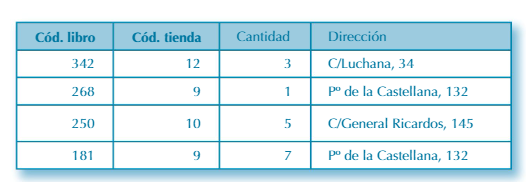 Cód. libro Cód. tienda Cantidad Dirección
342 12 3 C/Luchana, 34
268 9 1 Pº de la Castellana, 132
250 10 5 C/General Ricardos, 145
181 9 7 Pº de la Castellana, 132